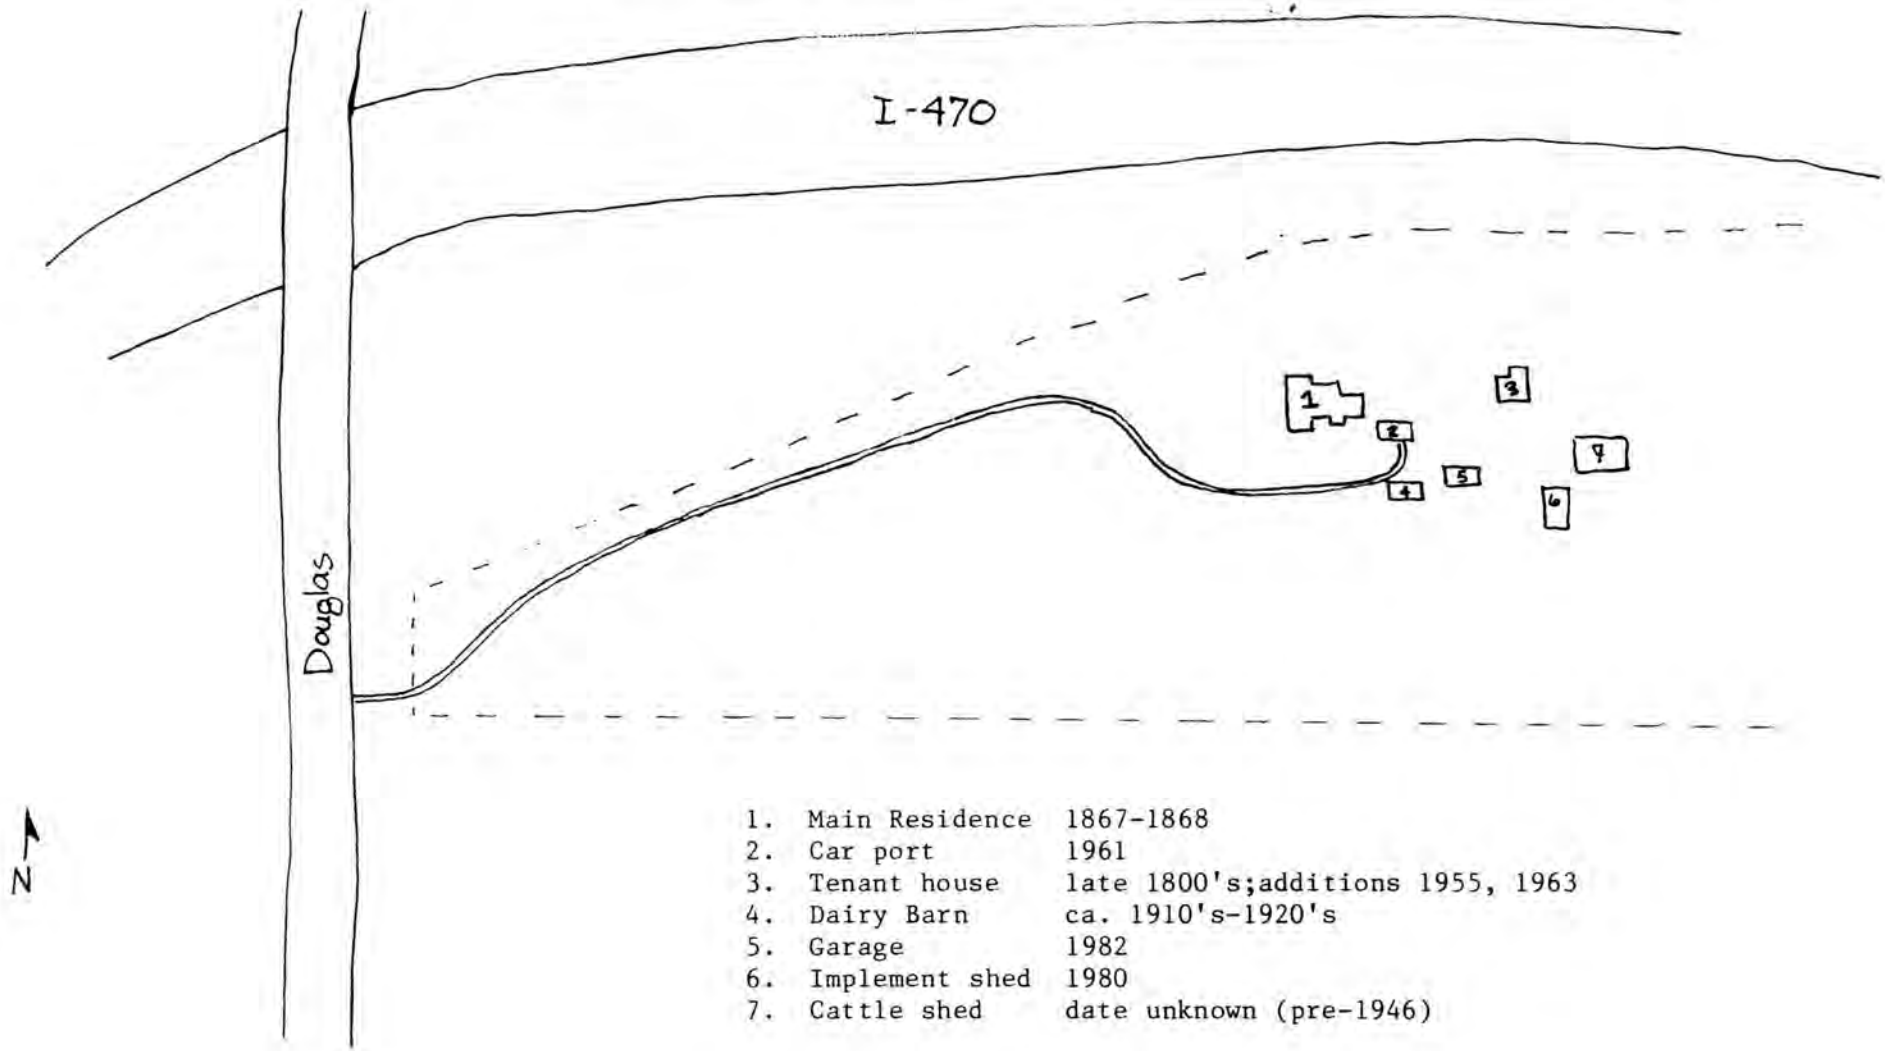 I-470
1
2
3
4
5
6
7
Douglas
N
1. Main Residence 1867-1868
2. Car port 1961
3. Tenant house late 1800's;additions 1955, 1963
4. Dairy Barn ca. 1910's-1920's
5. Garage 1982
6. Implement shed 1980
7. Cattle shed date unknown (pre-1946)